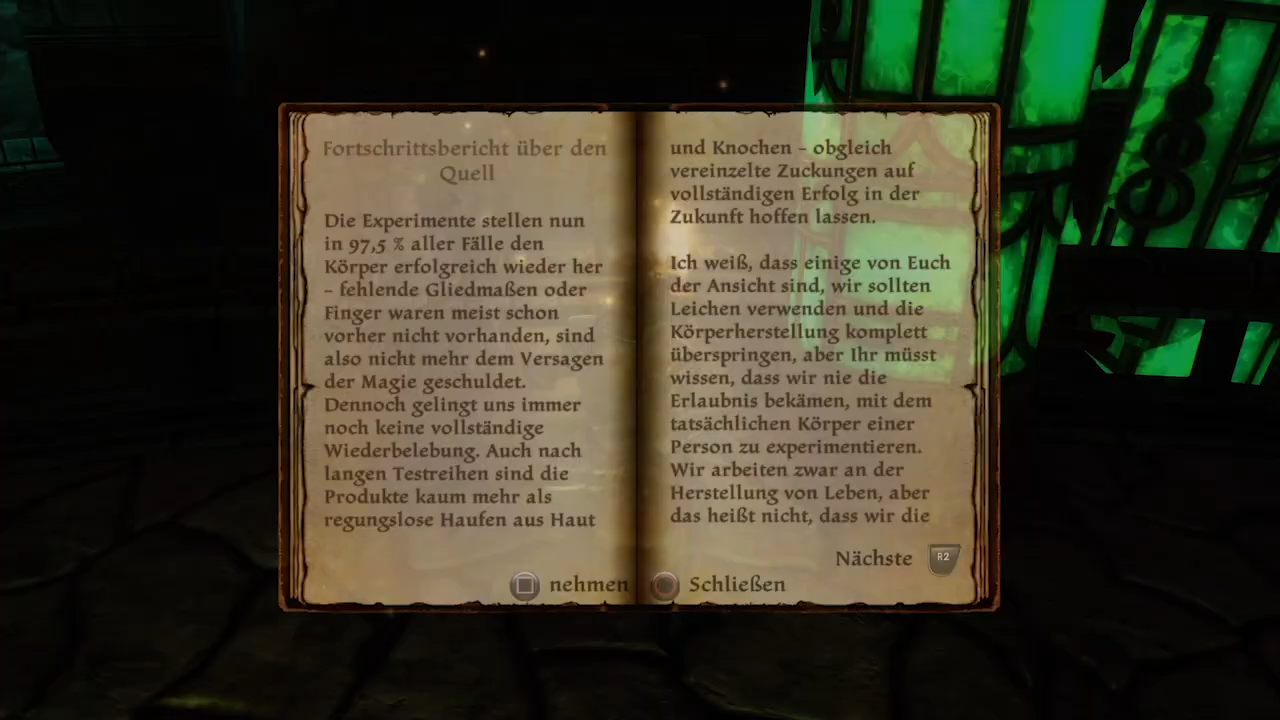 Fortschrittsbericht über den
Quell
Die Experimente stellen nun
in 97,5 % aller Fälle den
Körper erfolgreich wieder her
– fehlende Gliedmaßen oder
Finger waren meist schon
vorher nicht vorhanden, sind
also nicht mehr dem Versagen
der Magie geschuldet.
Dennoch gelingt uns immer
noch keine vollständige
Wiederbelebung. Auch nach
langen Testreihen sind die
Produkte kaum mehr als
regungslose Haufen aus Haut
und Knochen – obgleich
vereinzelte Zuckungen auf
vollständigen Erfolg in der
Zukunft hoffen lassen.
Ich weiß, dass einige von Euch
der Ansicht sind, wir sollten
Leichen verwenden und die
Körperherstellung komplett
überspringen, aber Ihr müsst
wissen, dass wir nie die
Erlaubnis bekämen, mit dem
tatsächlichen Körper einer
Person zu experimentieren.
Wir arbeiten zwar an der
Herstellung von Leben, aber
das heißt nicht, dass wir die
Nächste R2
nehmen Schließen